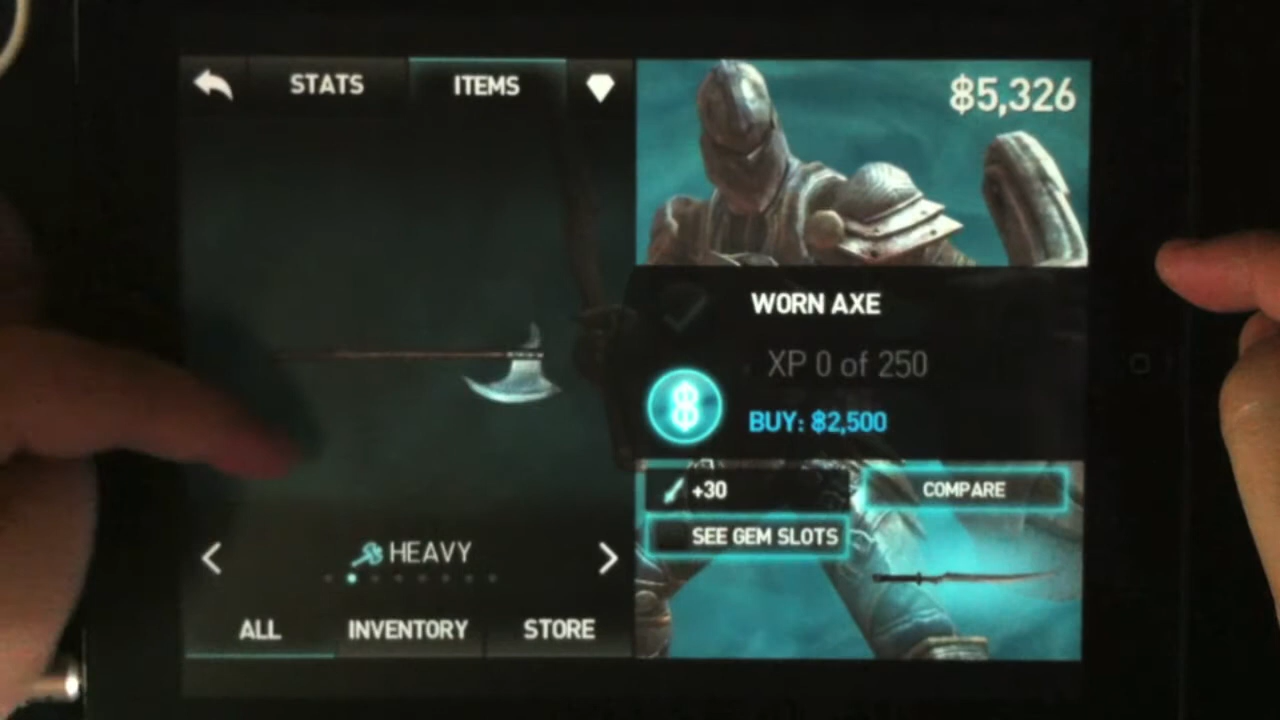 STATS
ITEMS
฿5,326
WORN AXE
XP 0 of 250
BUY: ฿2,500
+30
COMPARE
SEE GEM SLOTS
HEAVY
ALL
INVENTORY
STORE